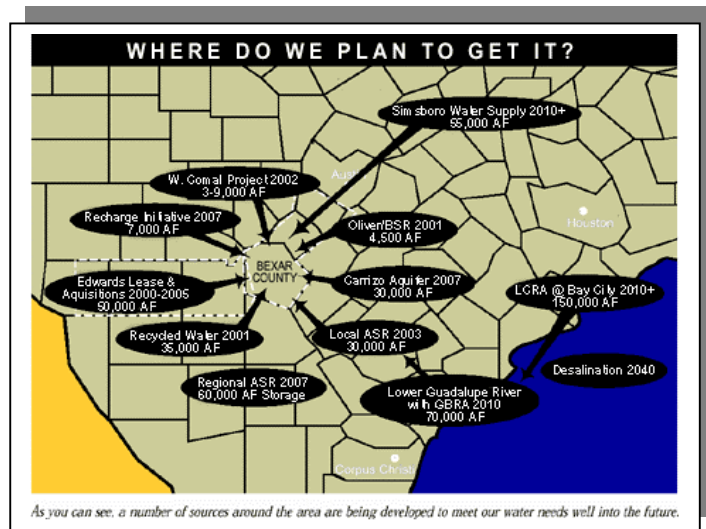 WHERE DO WE PLAN TO GET IT?
Simsboro Water Supply 2010+
55,000 AF
Austin
W. Comal Project 2002
3-9,000 AF
Recharge Initiative 2007
7,000 AF
Oliver/BSR 2001
4,500 AF
Houston
BEXAR
COUNTY
Edwards Lease &
Aquisitions 2000-2005
50,000 AF
Carrizo Aquifer 2007
30,000 AF
LCRA @ Bay City 2010+
150,000 AF
Recycled Water 2001
35,000 AF
Local ASR 2003
30,000 AF
Regional ASR 2007
60,000 AF Storage
Lower Guadalupe River
with GBRA 2010
70,000 AF
Desalination 2040
Corpus Christi
As you can see, a number of sources around the area are being developed to meet our water needs well into the future.